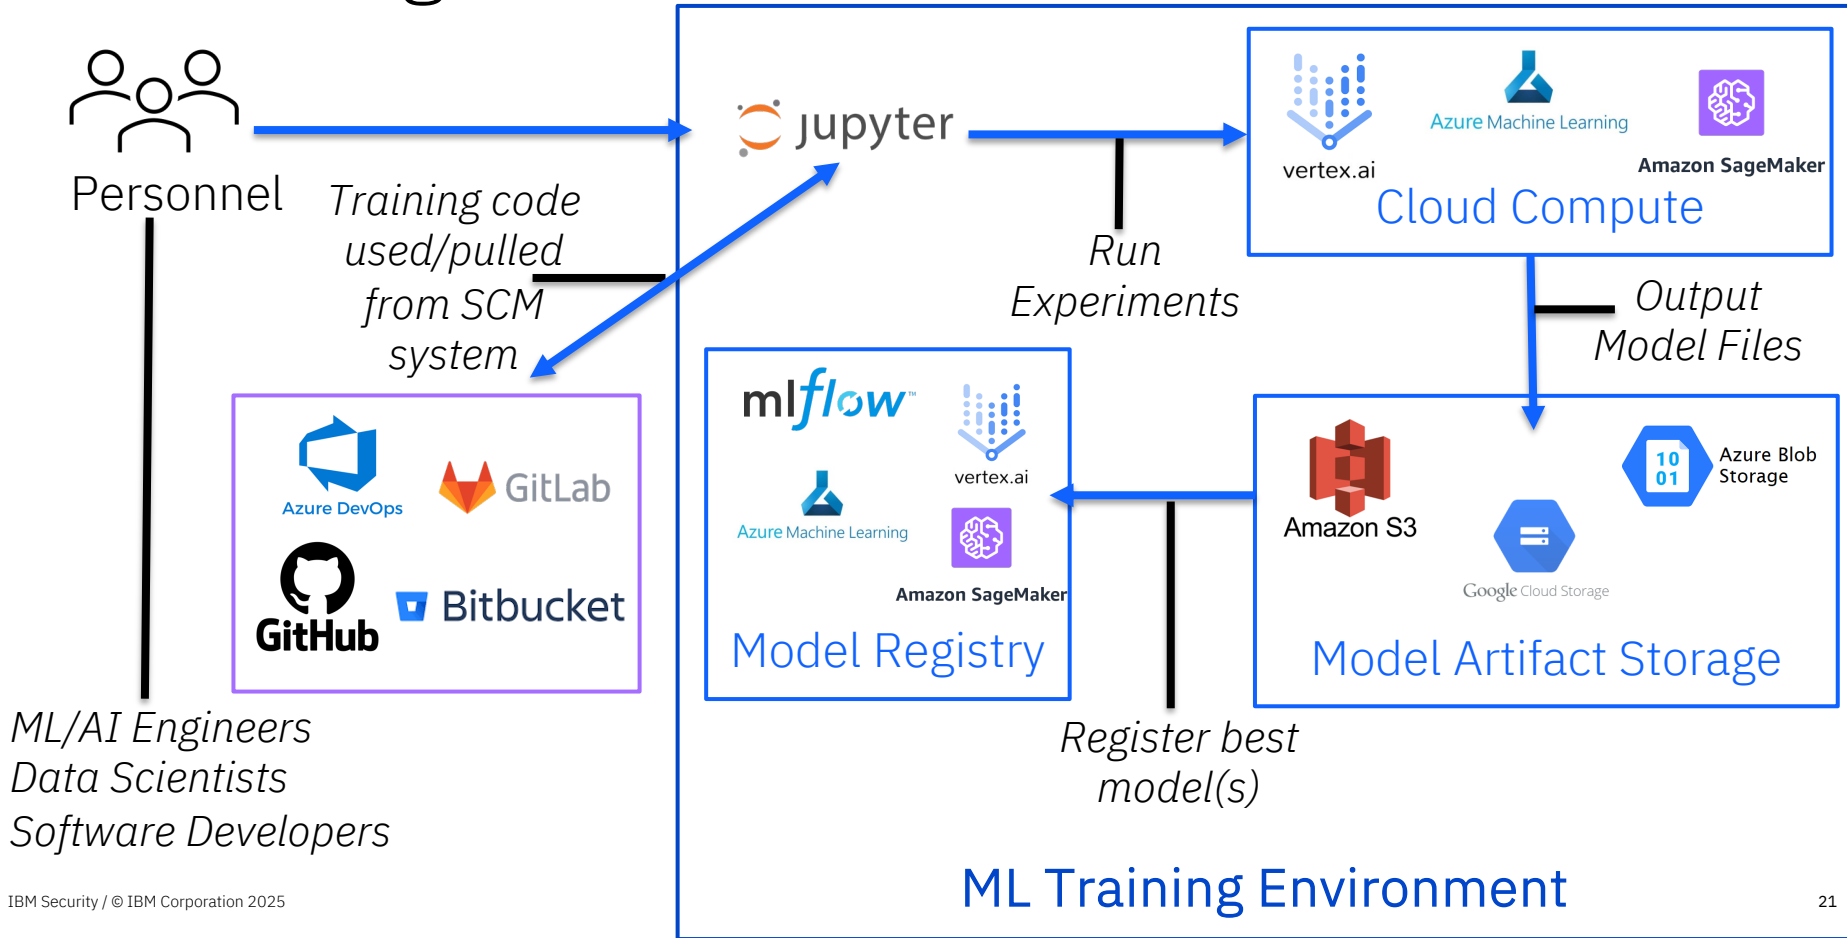 Personnel
Training code
used/pulled
from SCM
system
jupyter
Run
Experiments
vertex.ai
Azure Machine Learning
Amazon SageMaker
Cloud Compute
Output
Model Files
Azure DevOps
GitLab
GitHub
Bitbucket
mlflow™
vertex.ai
Azure Machine Learning
Amazon SageMaker
Model Registry
Amazon S3
10
01
Azure Blob
Storage
Google Cloud Storage
Model Artifact Storage
Register best
model(s)
ML/AI Engineers
Data Scientists
Software Developers
ML Training Environment
IBM Security / © IBM Corporation 2025
21